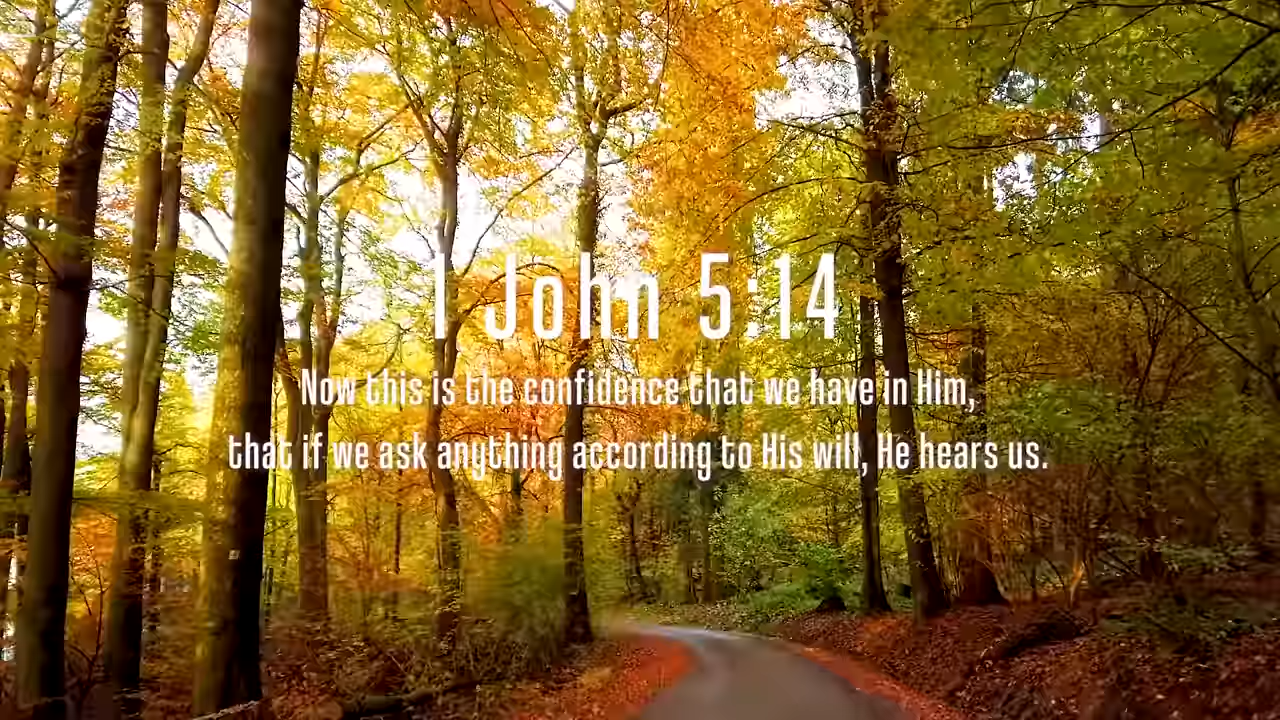 1 John 5:14
Now this is the confidence that we have in Him,
that if we ask anything according to His will, He hears us.